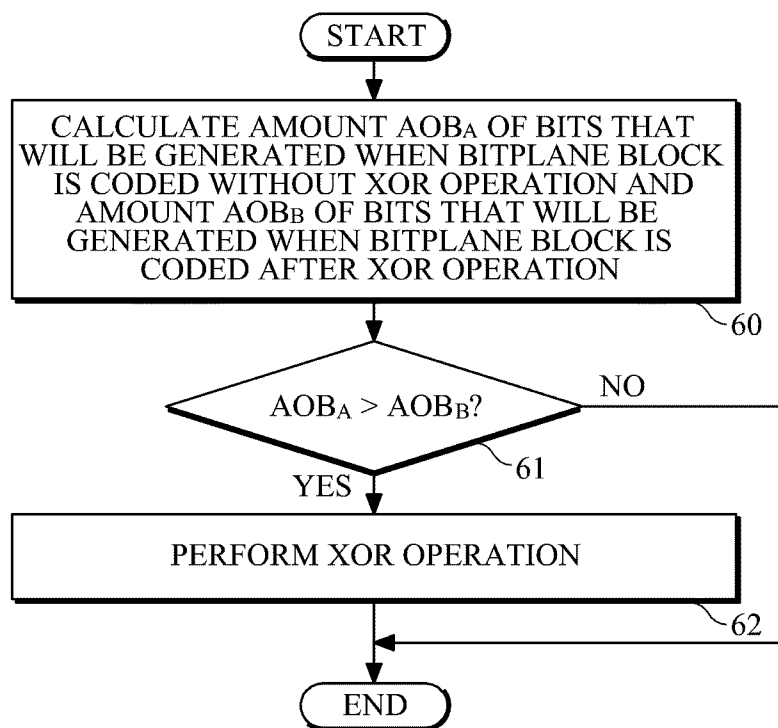 START
CALCULATE AMOUNT AOBA OF BITS THAT
WILL BE GENERATED WHEN BITPLANE BLOCK
IS CODED WITHOUT XOR OPERATION AND
AMOUNT AOBB OF BITS THAT WILL BE
GENERATED WHEN BITPLANE BLOCK IS
CODED AFTER XOR OPERATION
60
AOBA > AOBB?
NO
61
YES
PERFORM XOR OPERATION
62
END